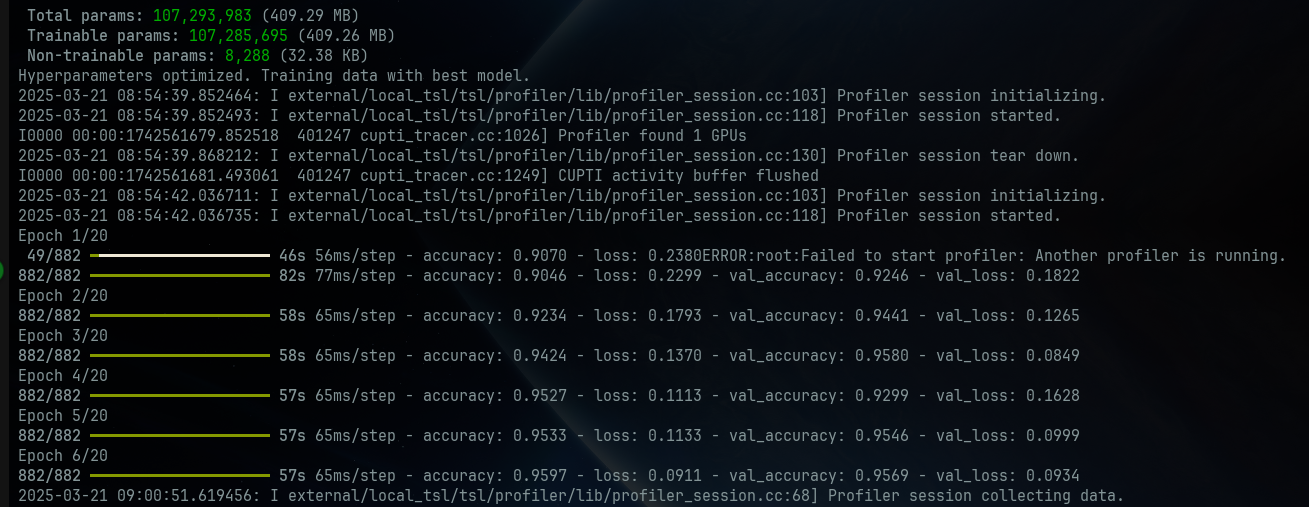 Total params: 107,293,983 (409.29 MB)
Trainable params: 107,285,695 (409.26 MB)
Non-trainable params: 8,288 (32.38 KB)
Hyperparameters optimized. Training data with best model.
2025-03-21 08:54:39.852464: I external/local_tsl/tsl/profiler/lib/profiler_session.cc:103] Profiler session initializing.
2025-03-21 08:54:39.852493: I external/local_tsl/tsl/profiler/lib/profiler_session.cc:118] Profiler session started.
I0000 00:00:1742561679.852518  401247 cupti_tracer.cc:1026] Profiler found 1 GPUs
2025-03-21 08:54:39.868212: I external/local_tsl/tsl/profiler/lib/profiler_session.cc:130] Profiler session tear down.
I0000 00:00:1742561681.493061  401247 cupti_tracer.cc:1249] CUPTI activity buffer flushed
2025-03-21 08:54:42.036711: I external/local_tsl/tsl/profiler/lib/profiler_session.cc:103] Profiler session initializing.
2025-03-21 08:54:42.036735: I external/local_tsl/tsl/profiler/lib/profiler_session.cc:118] Profiler session started.
Epoch 1/20
49/882 46s 56ms/step - accuracy: 0.9070 - loss: 0.2380ERROR:root:Failed to start profiler: Another profiler is running.
882/882 82s 77ms/step - accuracy: 0.9046 - loss: 0.2299 - val_accuracy: 0.9246 - val_loss: 0.1822
Epoch 2/20
882/882 58s 65ms/step - accuracy: 0.9234 - loss: 0.1793 - val_accuracy: 0.9441 - val_loss: 0.1265
Epoch 3/20
882/882 58s 65ms/step - accuracy: 0.9424 - loss: 0.1370 - val_accuracy: 0.9580 - val_loss: 0.0849
Epoch 4/20
882/882 57s 65ms/step - accuracy: 0.9527 - loss: 0.1113 - val_accuracy: 0.9299 - val_loss: 0.1628
Epoch 5/20
882/882 57s 65ms/step - accuracy: 0.9533 - loss: 0.1133 - val_accuracy: 0.9546 - val_loss: 0.0999
Epoch 6/20
882/882 57s 65ms/step - accuracy: 0.9597 - loss: 0.0911 - val_accuracy: 0.9569 - val_loss: 0.0934
2025-03-21 09:00:51.619456: I external/local_tsl/tsl/profiler/lib/profiler_session.cc:68] Profiler session collecting data.